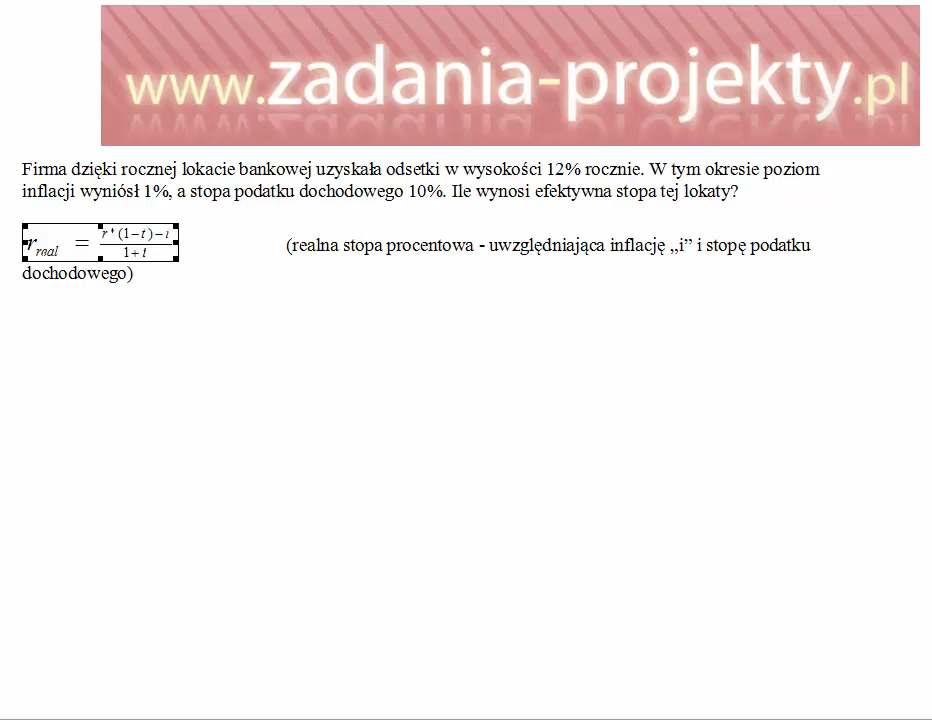 www.zadania-projekty.pl
Firma dzięki rocznej lokacie bankowej uzyskała odsetki w wysokości 12% rocznie. W tym okresie poziom
inflacji wyniósł 1%, a stopa podatku dochodowego 10%. Ile wynosi efektywna stopa tej lokaty?
r_real = (r*(1−t)−i)/(1+i) (realna stopa procentowa - uwzględniająca inflację „i” i stopę podatku
dochodowego)